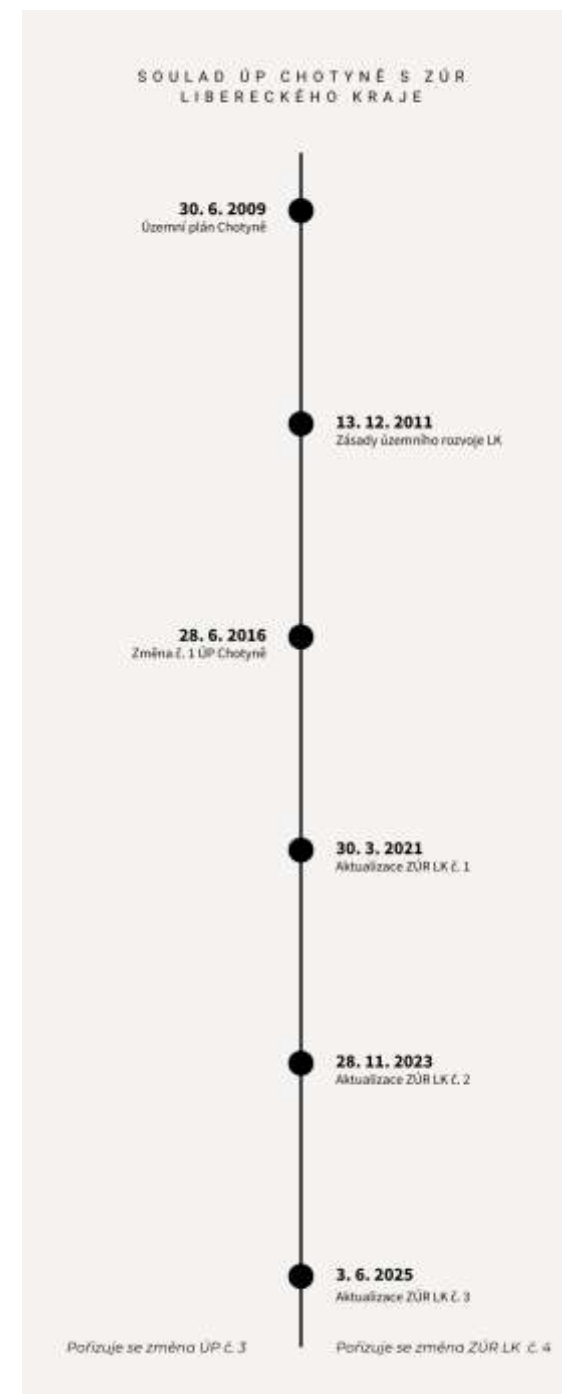 SOULAD ÚP CHOTYNĚ S ZÚR
LIBERECKÉHO KRAJE
30. 6. 2009
Územní plán Chotyně
13. 12. 2011
Zásady územního rozvoje LK
28. 6. 2016
Změna č. 1 ÚP Chotyně
30. 3. 2021
Aktualizace ZÚR LK č. 1
28. 11. 2023
Aktualizace ZÚR LK č. 2
3. 6. 2025
Aktualizace ZÚR LK č. 3
Pořizuje se změna ÚP č. 3
Pořizuje se změna ZÚR LK č. 4